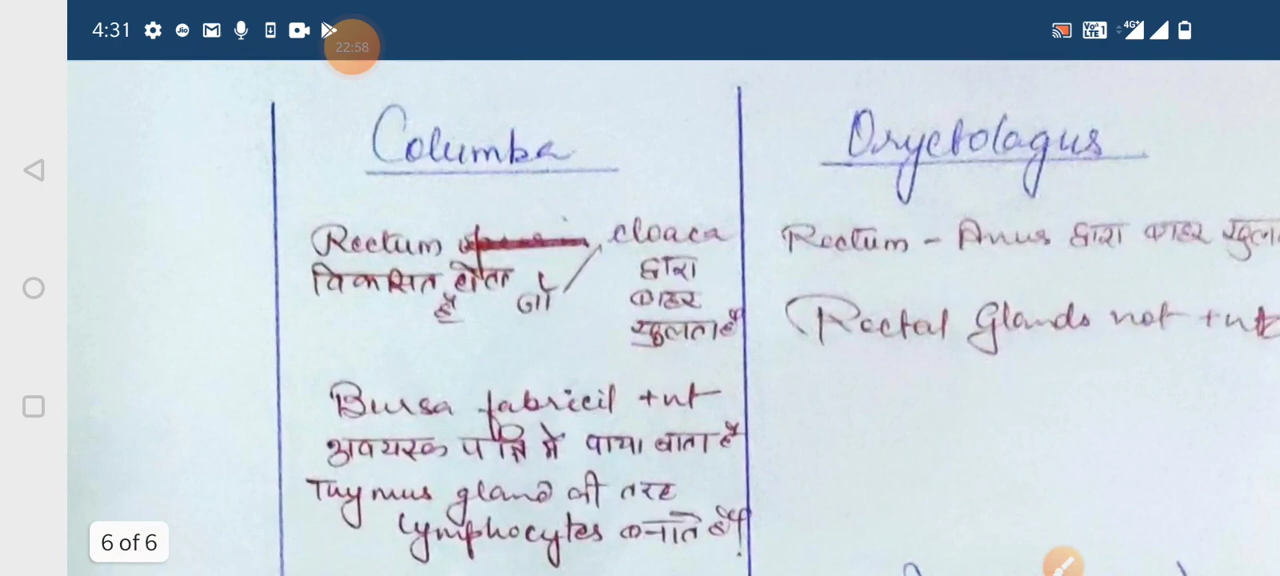 4:31
22:58
Columba
Oryctolagus
Rectum cloaca
विकसित होता
है जो
द्वारा
बाहर
खुलता है
Rectum - Anus द्वारा बाहर खुल
Rectal Glands not +nt
Bursa fabricil +nt
अवयस्क पक्षि में पाया जाता है
Thymus gland की तरह
Lymphocytes बनाते हैं
6 of 6